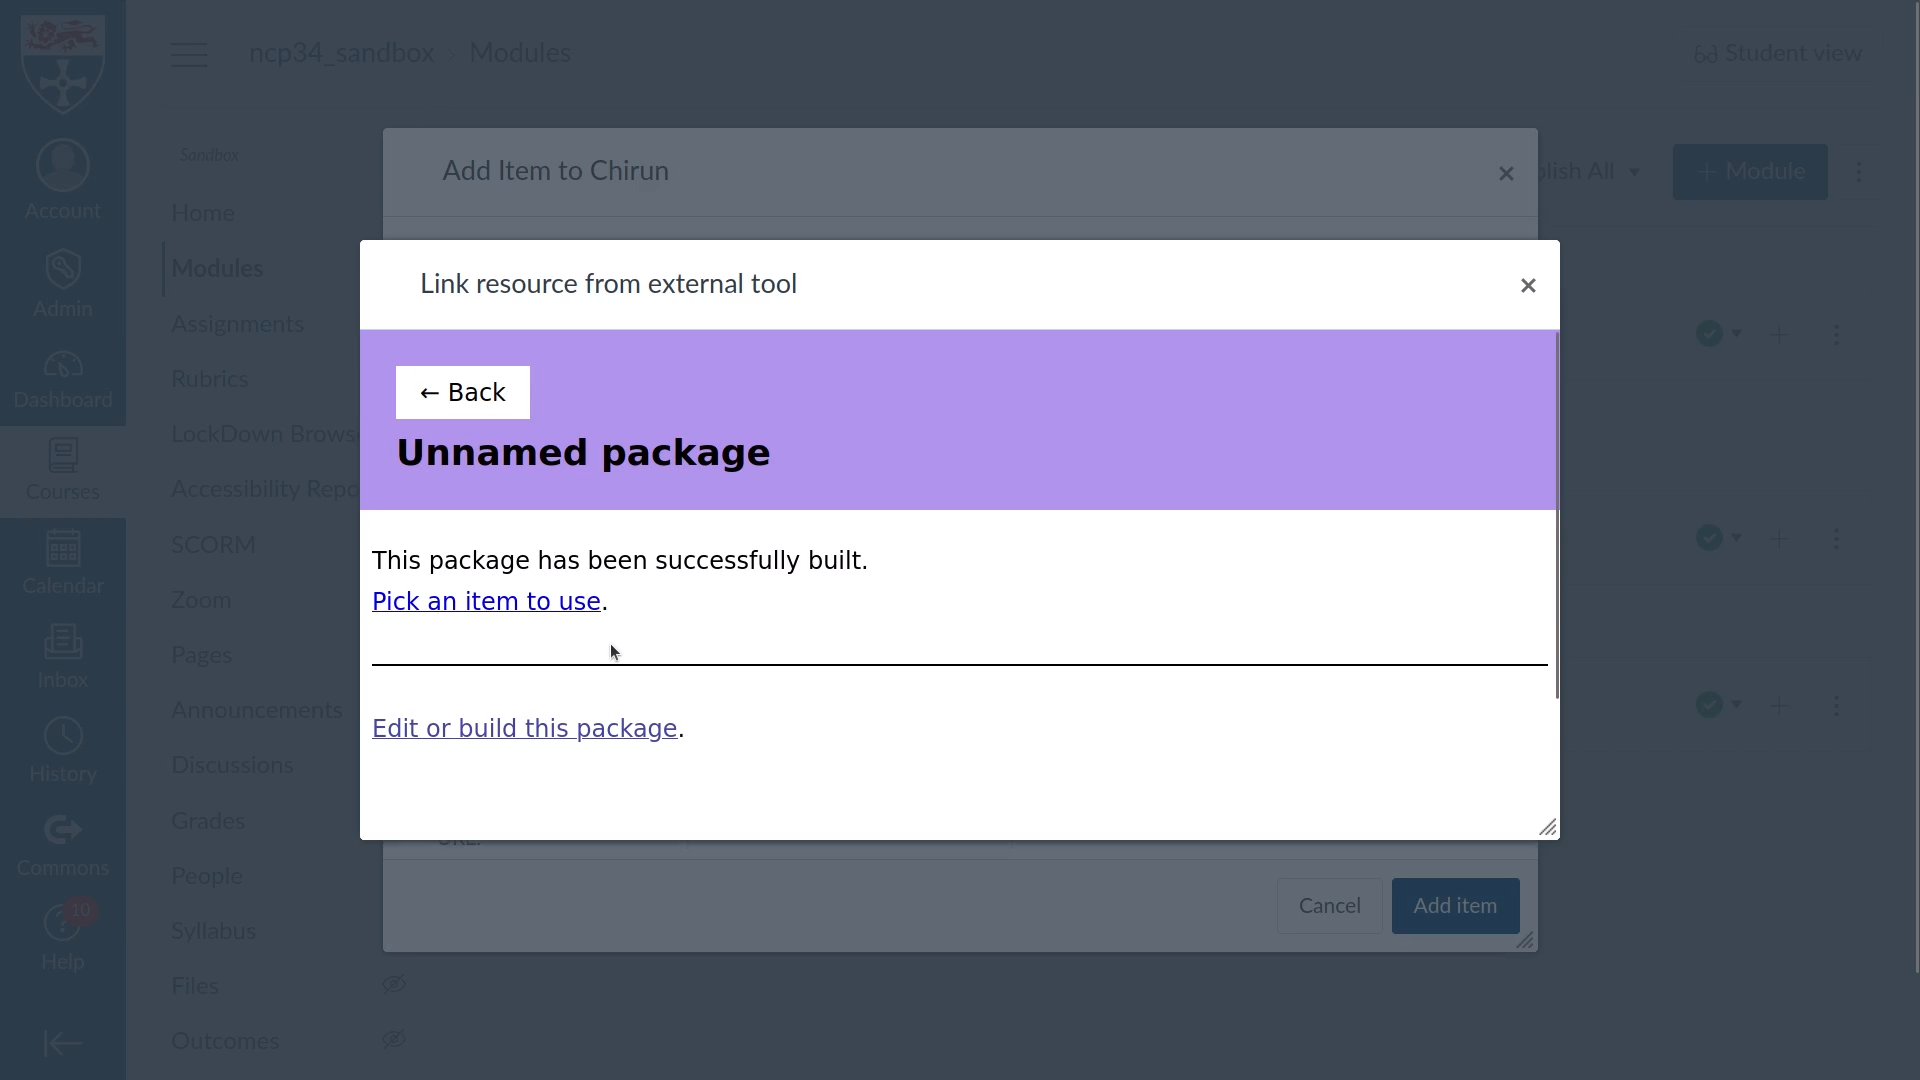 ncp34_sandbox › Modules
Student view
Sandbox
Account
Admin
Dashboard
Courses
Calendar
Inbox
History
Commons
10
Help
Home
Modules
Assignments
Rubrics
LockDown Brows
Accessibility Repo
SCORM
Zoom
Pages
Announcements
Discussions
Grades
People
Syllabus
Files
Outcomes
Add Item to Chirun
×
lish All
+ Module
Link resource from external tool
×
← Back
Unnamed package
This package has been successfully built.
Pick an item to use.
Edit or build this package.
URL:
Cancel
Add item